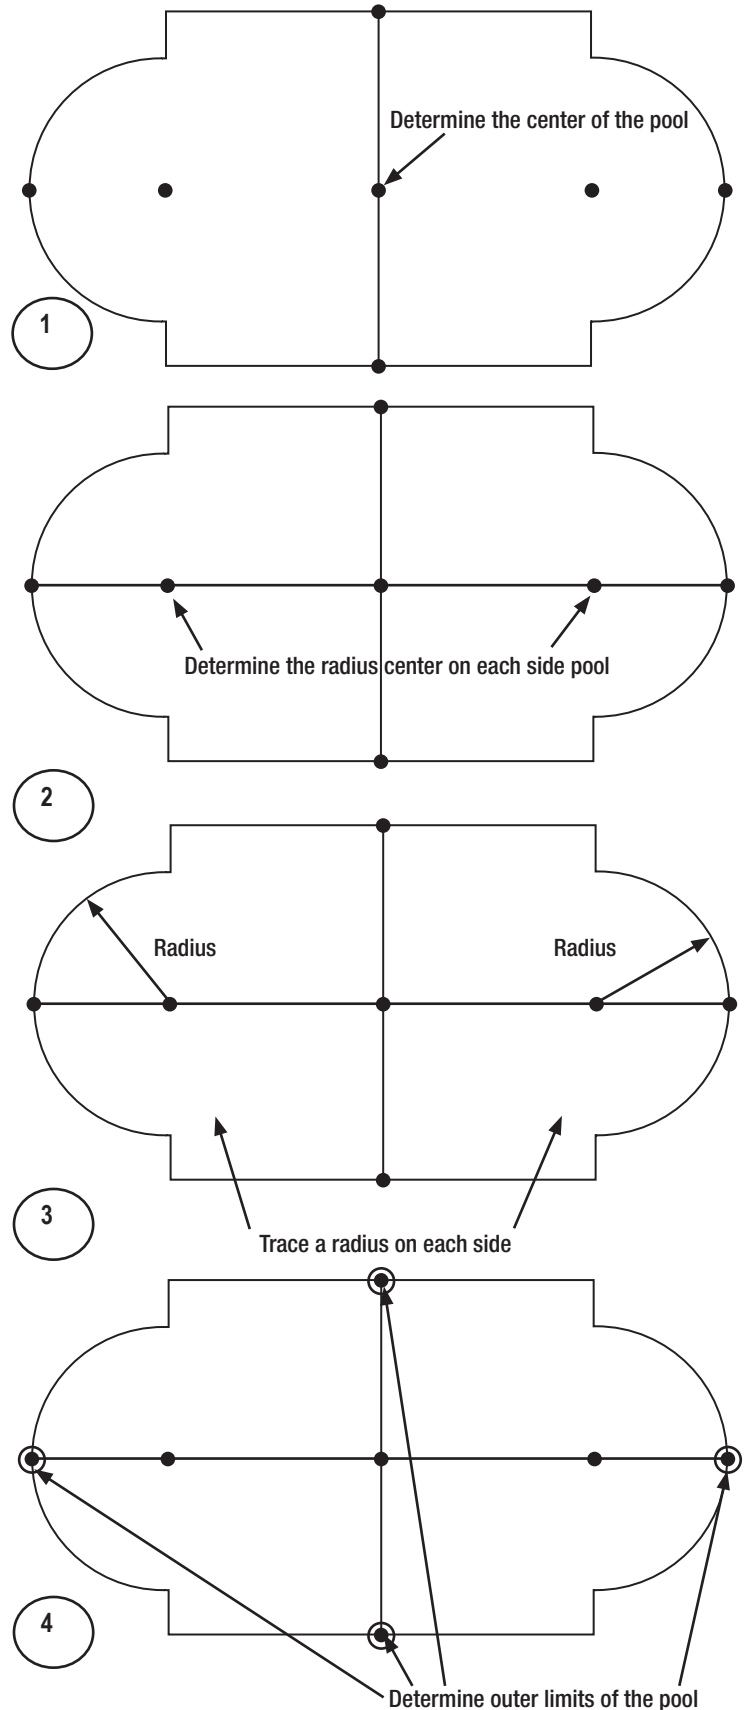 Determine the center of the pool
1
Determine the radius center on each side pool
2
Radius
Radius
3
Trace a radius on each side
4
Determine outer limits of the pool